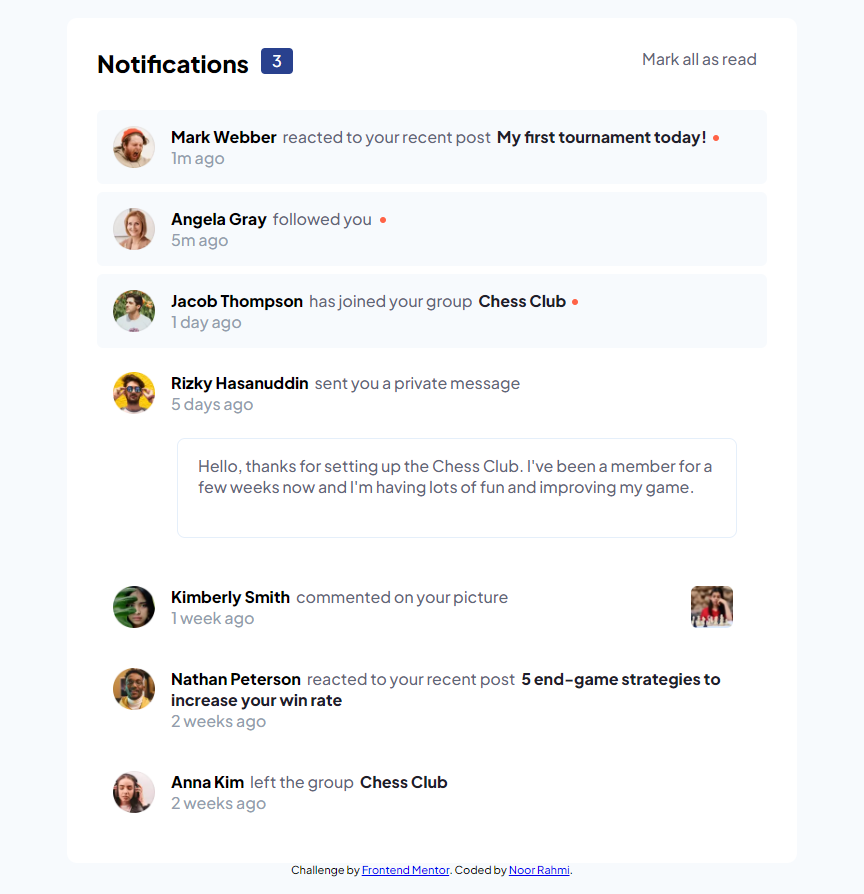 Notifications 3 Mark all as read
Mark Webber reacted to your recent post My first tournament today!
1m ago
Angela Gray followed you
5m ago
Jacob Thompson has joined your group Chess Club
1 day ago
Rizky Hasanuddin sent you a private message
5 days ago
Hello, thanks for setting up the Chess Club. I've been a member for a
few weeks now and I'm having lots of fun and improving my game.
Kimberly Smith commented on your picture
1 week ago
Nathan Peterson reacted to your recent post 5 end-game strategies to
increase your win rate
2 weeks ago
Anna Kim left the group Chess Club
2 weeks ago
Challenge by Frontend Mentor. Coded by Noor Rahmi.